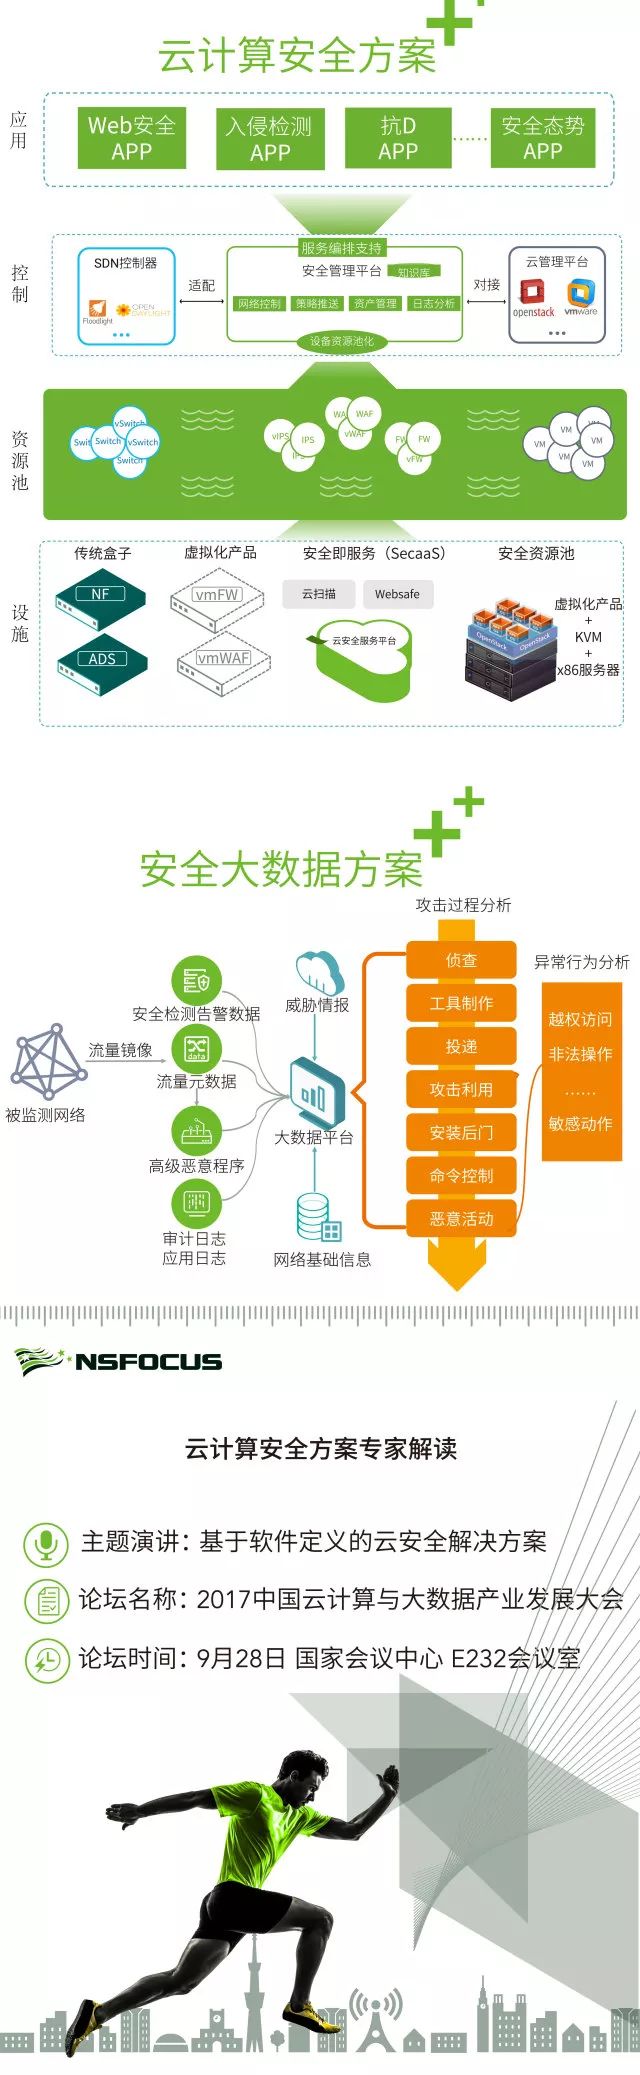 云计算安全方案
应用
Web安全
APP
入侵检测
APP
抗D
APP
……
安全态势
APP
控制
SDN控制器
Floodlight
OPEN
DAYLIGHT
适配
服务编排支持
安全管理平台
知识库
网络控制
策略推送
资产管理
日志分析
设备资源池化
对接
云管理平台
openstack
vmware
资源池
vSwitch
Switch
Switch
vSwitch
Switch
vIPS
IPS
IPS
WAF
WAF
vWAF
FW
FW
vFW
VM
VM
VM
VM
VM
设施
传统盒子
NF
ADS
虚拟化产品
vmFW
vmWAF
安全即服务（SecaaS）
云扫描
Websafe
云安全服务平台
安全资源池
OpenStack
OpenStack
虚拟化产品
+
KVM
+
x86服务器
安全大数据方案
被监测网络
流量镜像
安全检测告警数据
data
流量元数据
高级恶意程序
审计日志
应用日志
威胁情报
大数据平台
网络基础信息
攻击过程分析
侦查
工具制作
投递
攻击利用
安装后门
命令控制
恶意活动
异常行为分析
越权访问
非法操作
……
敏感动作
NSFOCUS
云计算安全方案专家解读
主题演讲：基于软件定义的云安全解决方案
论坛名称：2017中国云计算与大数据产业发展大会
论坛时间：9月28日 国家会议中心 E232会议室